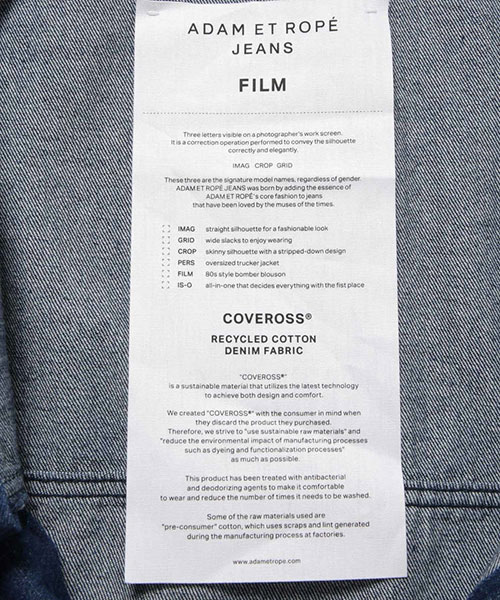 ADAM ET ROPÉ
JEANS
FILM
Three letters visible on a photographer's work screen.
It is a correction operation performed to convey the silhouette
correctly and elegantly.
IMAG CROP GRID
These three are the signature model names, regardless of gender.
ADAM ET ROPÉ JEANS was born by adding the essence of
ADAM ET ROPÉ's core fashion to jeans
that have been loved by the muses of the times.
IMAG straight silhouette for a fashionable look
GRID wide slacks to enjoy wearing
CROP skinny silhouette with a stripped-down design
PERS oversized trucker jacket
FILM 80s style bomber blouson
IS-O all-in-one that decides everything with the fist place
COVEROSS®
RECYCLED COTTON
DENIM FABRIC
"COVEROSS®"
is a sustainable material that utilizes the latest technology
to achieve both design and comfort.
We created "COVEROSS®" with the consumer in mind when
they discard the product they purchased.
Therefore, we strive to "use sustainable raw materials" and
"reduce the environmental impact of manufacturing processes
such as dyeing and functionalization processes"
as much as possible.
This product has been treated with antibacterial
and deodorizing agents to make it comfortable
to wear and reduce the number of times it needs to be washed.
Some of the raw materials used are
"pre-consumer" cotton, which uses scraps and lint generated
during the manufacturing process at factories.
www.adametrope.com